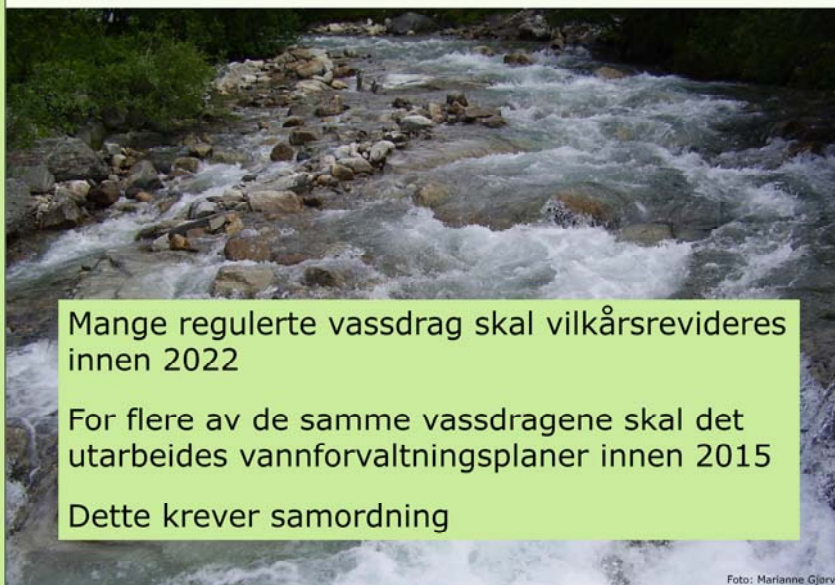 Mange regulerte vassdrag skal vilkårsrevideres
innen 2022
For flere av de samme vassdragene skal det
utarbeides vannforvaltningsplaner innen 2015
Dette krever samordning
Foto: Marianne